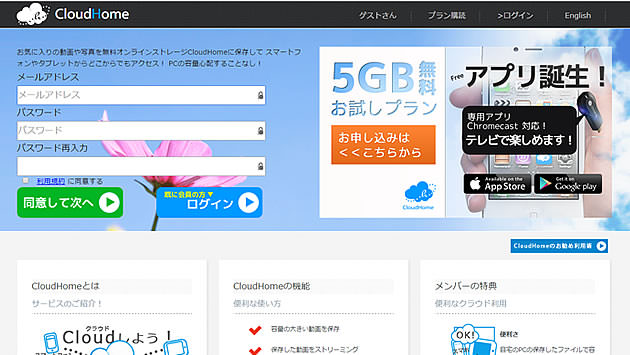 CloudHome
ゲストさん
プラン購読
>ログイン
English
お気に入りの動画や写真を無料オンラインストレージCloudHomeに保存して スマートフ
ォンやタブレットからどこからでもアクセス！ PCの容量心配することなし！
メールアドレス
メールアドレス
パスワード
パスワード
パスワード再入力
利用規約 に同意する
同意して次へ
既に会員の方
ログイン
5GB無料
お試しプラン
お申し込みは
<<こちらから
CloudHome
Free
アプリ誕生！
専用アプリ
Chromecast 対応！
テレビで楽しめます！
Available on the
App Store
Get it on
Google play
CloudHomeのお勧め利用術
CloudHomeとは
サービスのご紹介！
クラウド
Cloudしよう！
CloudHomeの機能
便利な使い方
容量の大きい動画を保存
保存した動画をストリーミング
メンバーの特典
便利なクラウド利用
OK!
便利さ
自宅のPCの保存したファイルで容